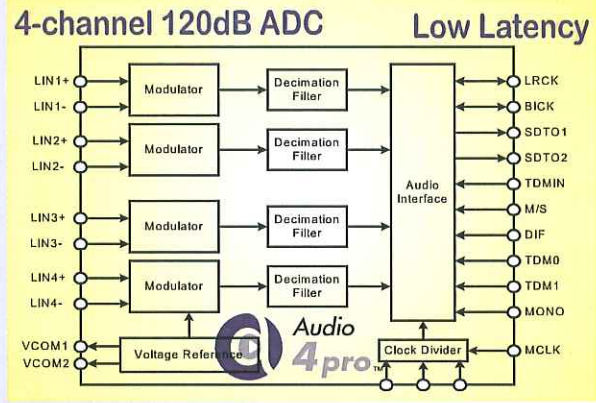 4-channel 120dB ADC
Low Latency
LIN1+
LIN1-
Modulator
Decimation
Filter
LIN2+
LIN2-
Modulator
Decimation
Filter
LIN3+
LIN3-
Modulator
Decimation
Filter
LIN4+
LIN4-
Modulator
Decimation
Filter
Audio
Interface
LRCK
BICK
SDTO1
SDTO2
TDMIN
M/S
DIF
TDM0
TDM1
MONO
VCOM1
VCOM2
Voltage Reference
Audio
4pro™
Clock Divider
MCLK